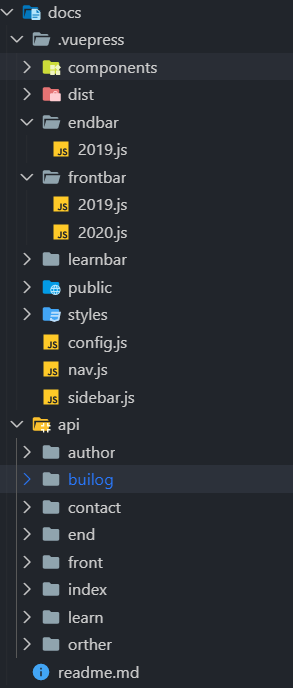 docs
.vuepress
components
dist
endbar
JS 2019.js
frontbar
JS 2019.js
JS 2020.js
learnbar
public
styles
JS config.js
JS nav.js
JS sidebar.js
api
author
builog
contact
end
front
index
learn
orther
readme.md